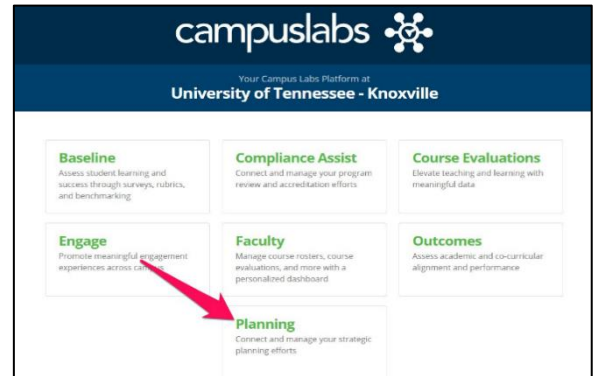 campuslabs
Your Campus Labs Platform at
University of Tennessee - Knoxville
Baseline
Assess student learning and
success through surveys, rubrics,
and benchmarking
Compliance Assist
Connect and manage your program
review and accreditation efforts
Course Evaluations
Elevate teaching and learning with
meaningful data
Engage
Promote meaningful engagement
experiences across campus
Faculty
Manage course rosters, course
evaluations, and more with a
personalized dashboard
Outcomes
Assess academic and co-curricular
alignment and performance
Planning
Connect and manage your strategic
planning efforts